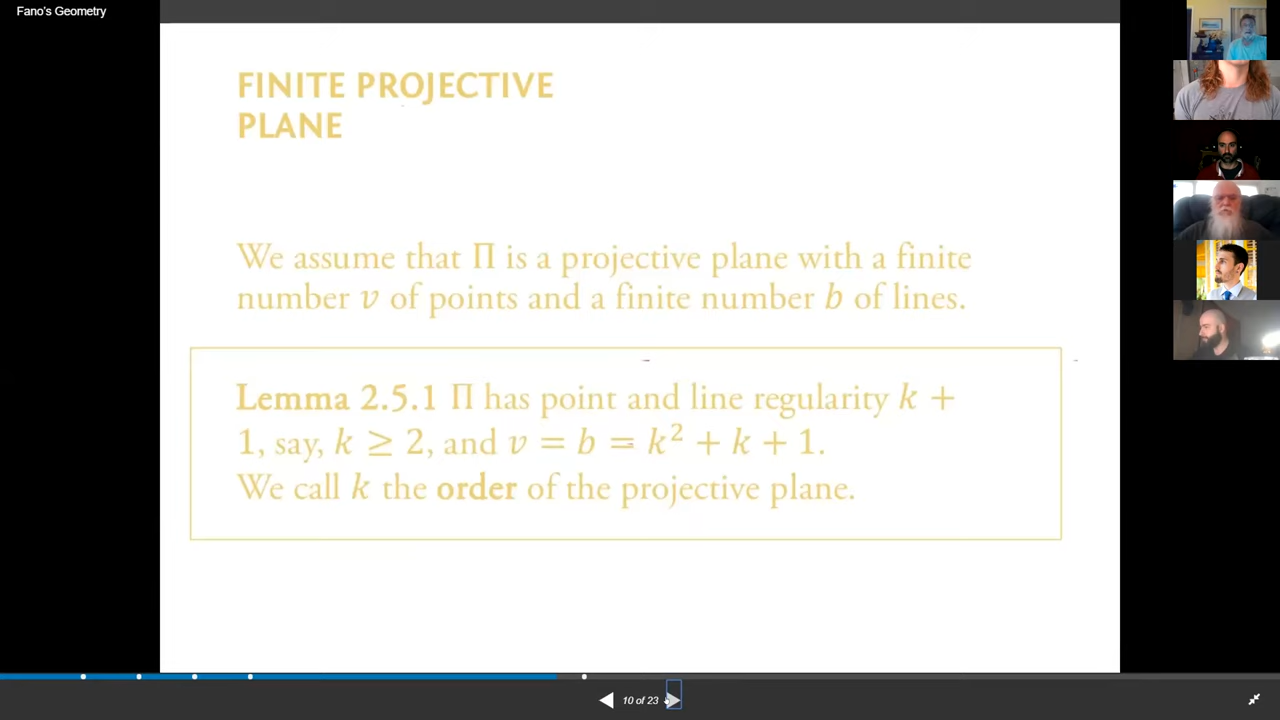 Fano's Geometry
FINITE PROJECTIVE
PLANE
We assume that Π is a projective plane with a finite
number v of points and a finite number b of lines.
Lemma 2.5.1 Π has point and line regularity k +
1, say, k ≥ 2, and v = b = k² + k + 1.
We call k the order of the projective plane.
10 of 23